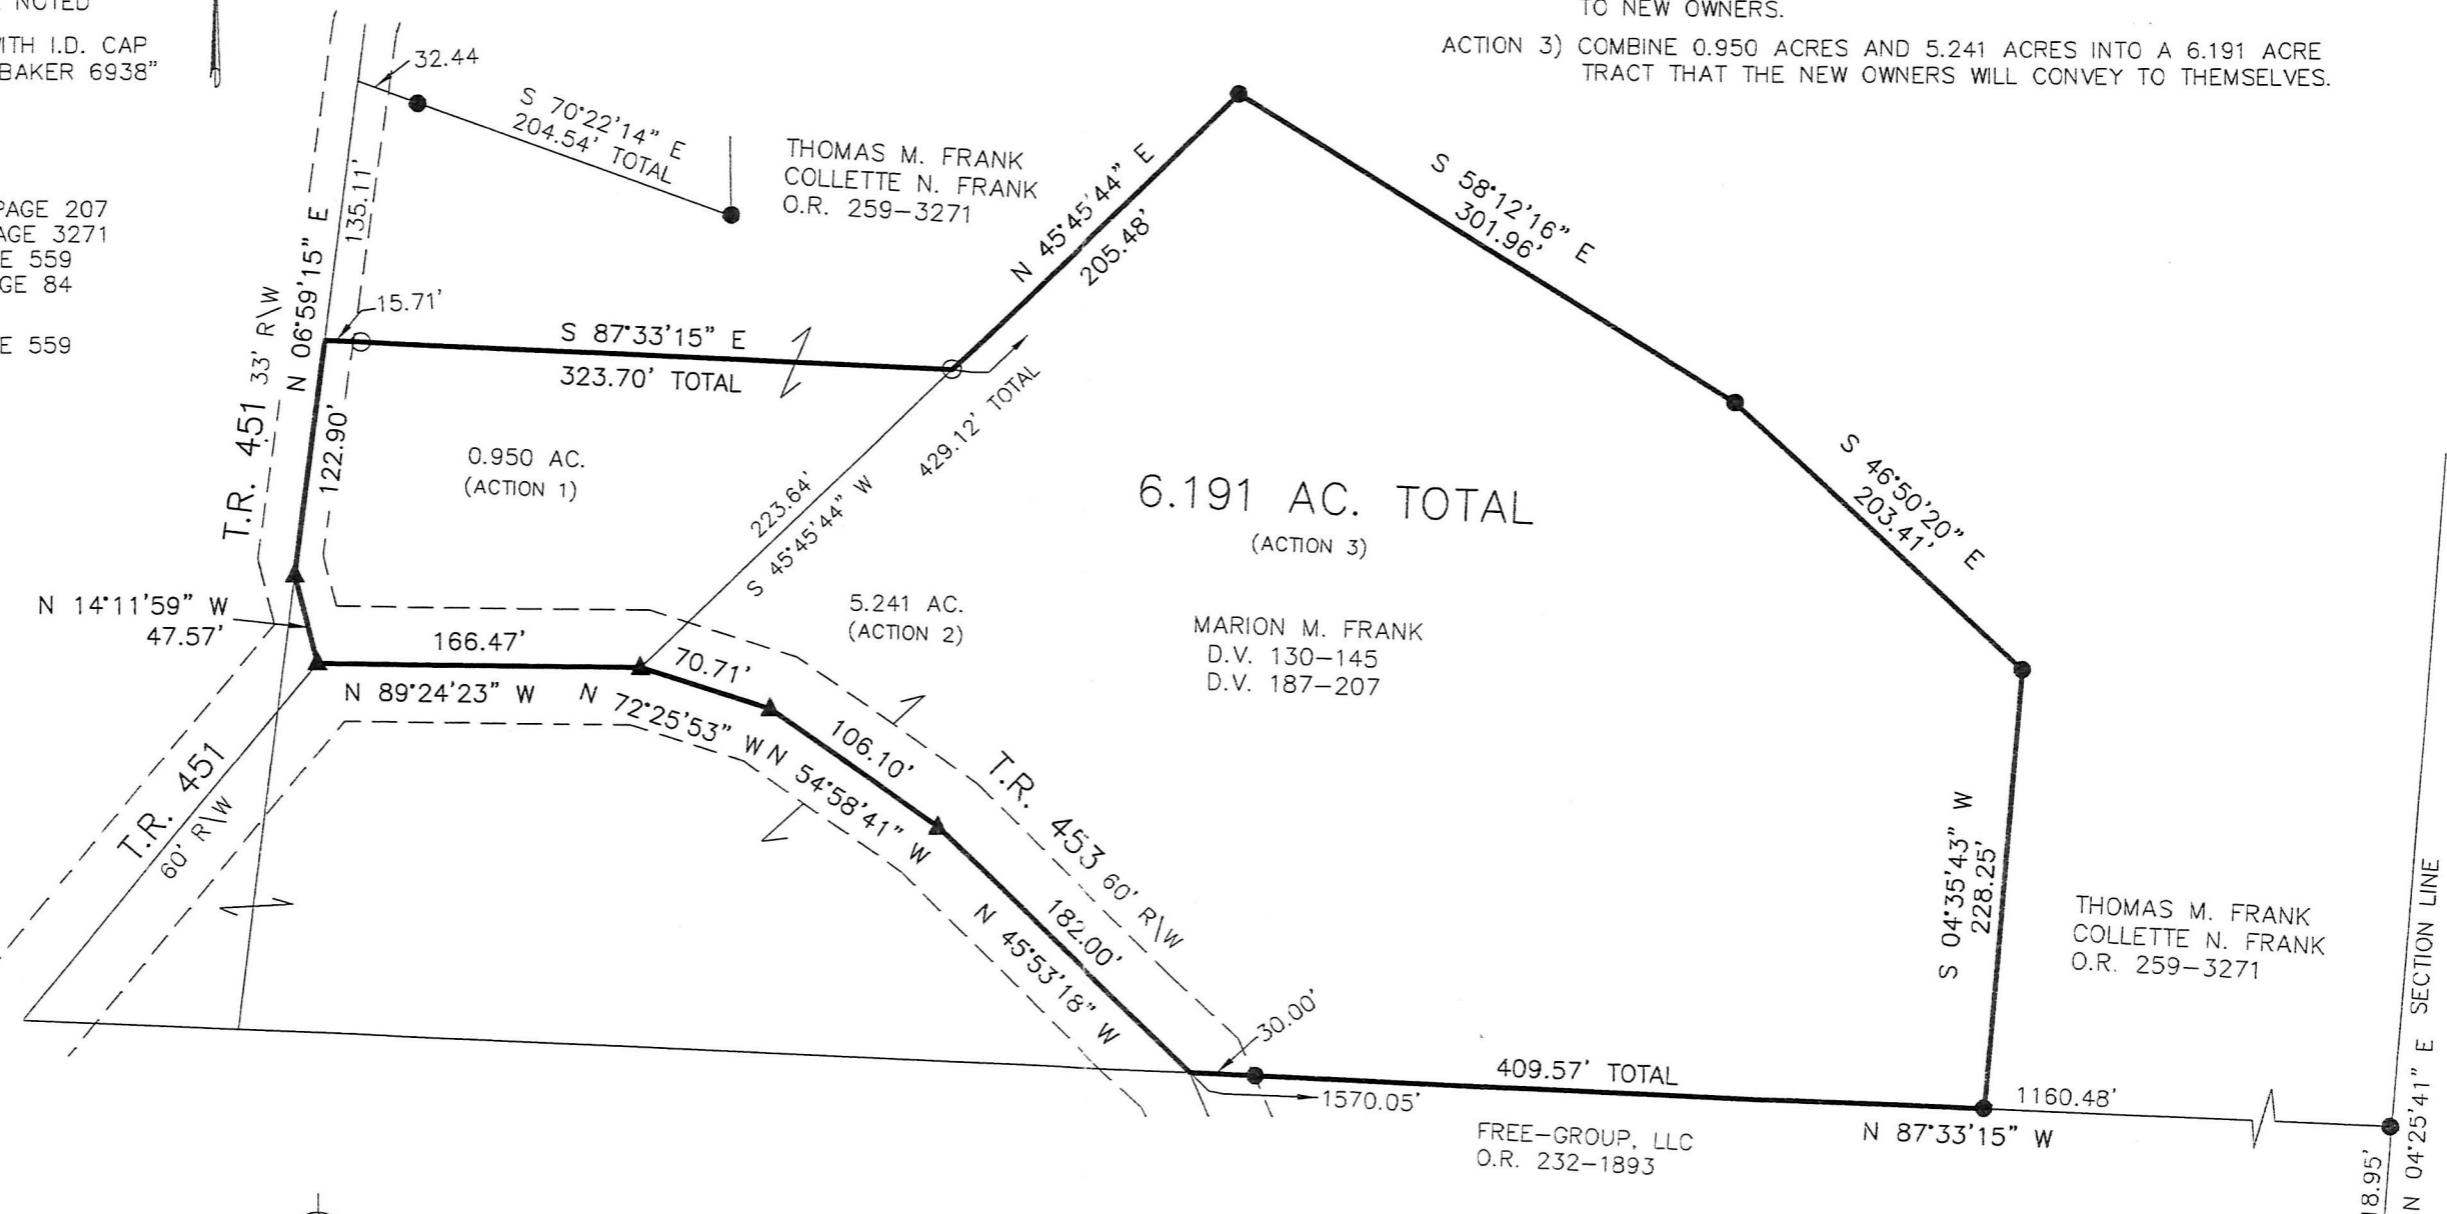 NOTED
WITH I.D. CAP
BAKER 6938"
PAGE 207
PAGE 3271
E 559
GE 84
E 559
TO NEW OWNERS.
ACTION 3) COMBINE 0.950 ACRES AND 5.241 ACRES INTO A 6.191 ACRE
TRACT THAT THE NEW OWNERS WILL CONVEY TO THEMSELVES.
32.44
S 70°22'14" E
204.54' TOTAL
THOMAS M. FRANK
COLLETTE N. FRANK
O.R. 259-3271
N 06°59'15" E
135.11'
15.71'
T.R. 451 33' R\W
122.90'
S 87°33'15" E
323.70' TOTAL
N 45°45'44" E
205.48'
S 58°12'16" E
301.96'
S 46°50'20" E
203.41'
429.12' TOTAL
223.64'
S 45°45'44" W
0.950 AC.
(ACTION 1)
6.191 AC. TOTAL
(ACTION 3)
5.241 AC.
(ACTION 2)
MARION M. FRANK
D.V. 130-145
D.V. 187-207
N 14°11'59" W
47.57'
166.47'
N 89°24'23" W
70.71'
N 72°25'53" W
106.10'
N 54°58'41" W
T.R. 453 60' R\W
182.00'
N 45°53'18" W
T.R. 451
60' R\W
S 04°35'43" W
228.25'
THOMAS M. FRANK
COLLETTE N. FRANK
O.R. 259-3271
30.00'
409.57' TOTAL
1570.05'
1160.48'
N 87°33'15" W
FREE-GROUP, LLC
O.R. 232-1893
N 04°25'41" E SECTION LINE
18.95'